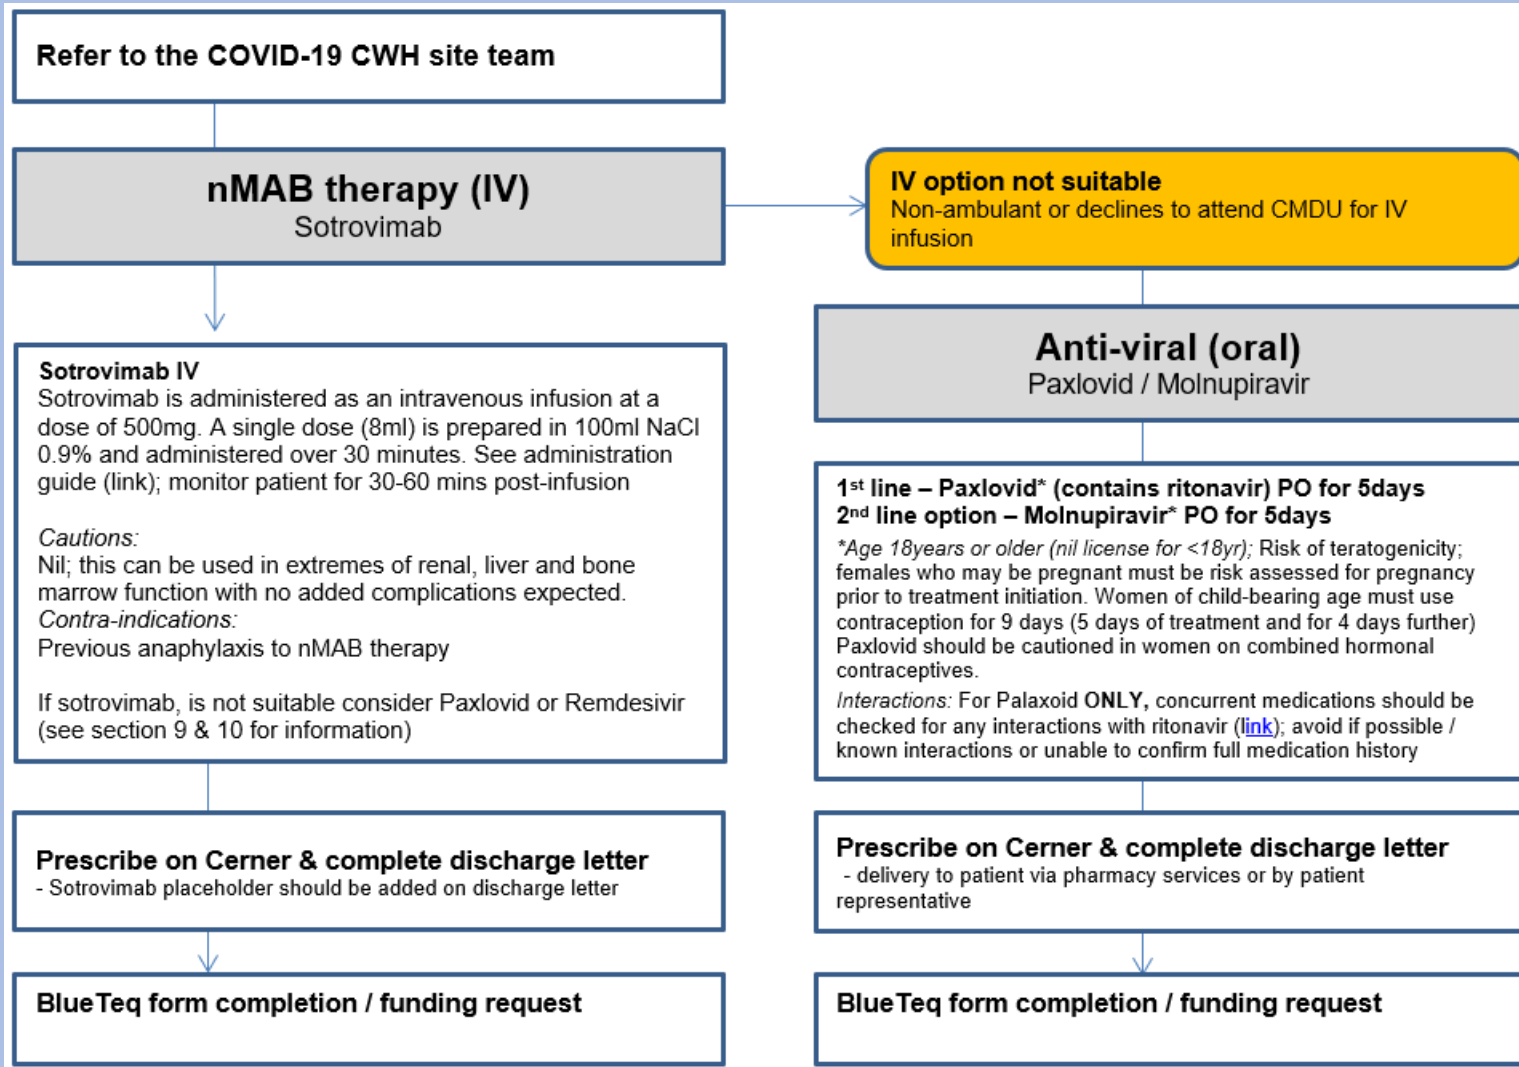 Refer to the COVID-19 CWH site team
nMAB therapy (IV)
Sotrovimab
IV option not suitable
Non-ambulant or declines to attend CMDU for IV
infusion
Sotrovimab IV
Sotrovimab is administered as an intravenous infusion at a
dose of 500mg. A single dose (8ml) is prepared in 100ml NaCl
0.9% and administered over 30 minutes. See administration
guide (link); monitor patient for 30-60 mins post-infusion
Cautions:
Nil; this can be used in extremes of renal, liver and bone
marrow function with no added complications expected.
Contra-indications:
Previous anaphylaxis to nMAB therapy
If sotrovimab, is not suitable consider Paxlovid or Remdesivir
(see section 9 & 10 for information)
Prescribe on Cerner & complete discharge letter
- Sotrovimab placeholder should be added on discharge letter
BlueTeq form completion / funding request
Anti-viral (oral)
Paxlovid / Molnupiravir
1st line – Paxlovid* (contains ritonavir) PO for 5days
2nd line option – Molnupiravir* PO for 5days
*Age 18years or older (nil license for <18yr); Risk of teratogenicity;
females who may be pregnant must be risk assessed for pregnancy
prior to treatment initiation. Women of child-bearing age must use
contraception for 9 days (5 days of treatment and for 4 days further)
Paxlovid should be cautioned in women on combined hormonal
contraceptives.
Interactions: For Palaxoid ONLY, concurrent medications should be
checked for any interactions with ritonavir (link); avoid if possible /
known interactions or unable to confirm full medication history
Prescribe on Cerner & complete discharge letter
- delivery to patient via pharmacy services or by patient
representative
BlueTeq form completion / funding request